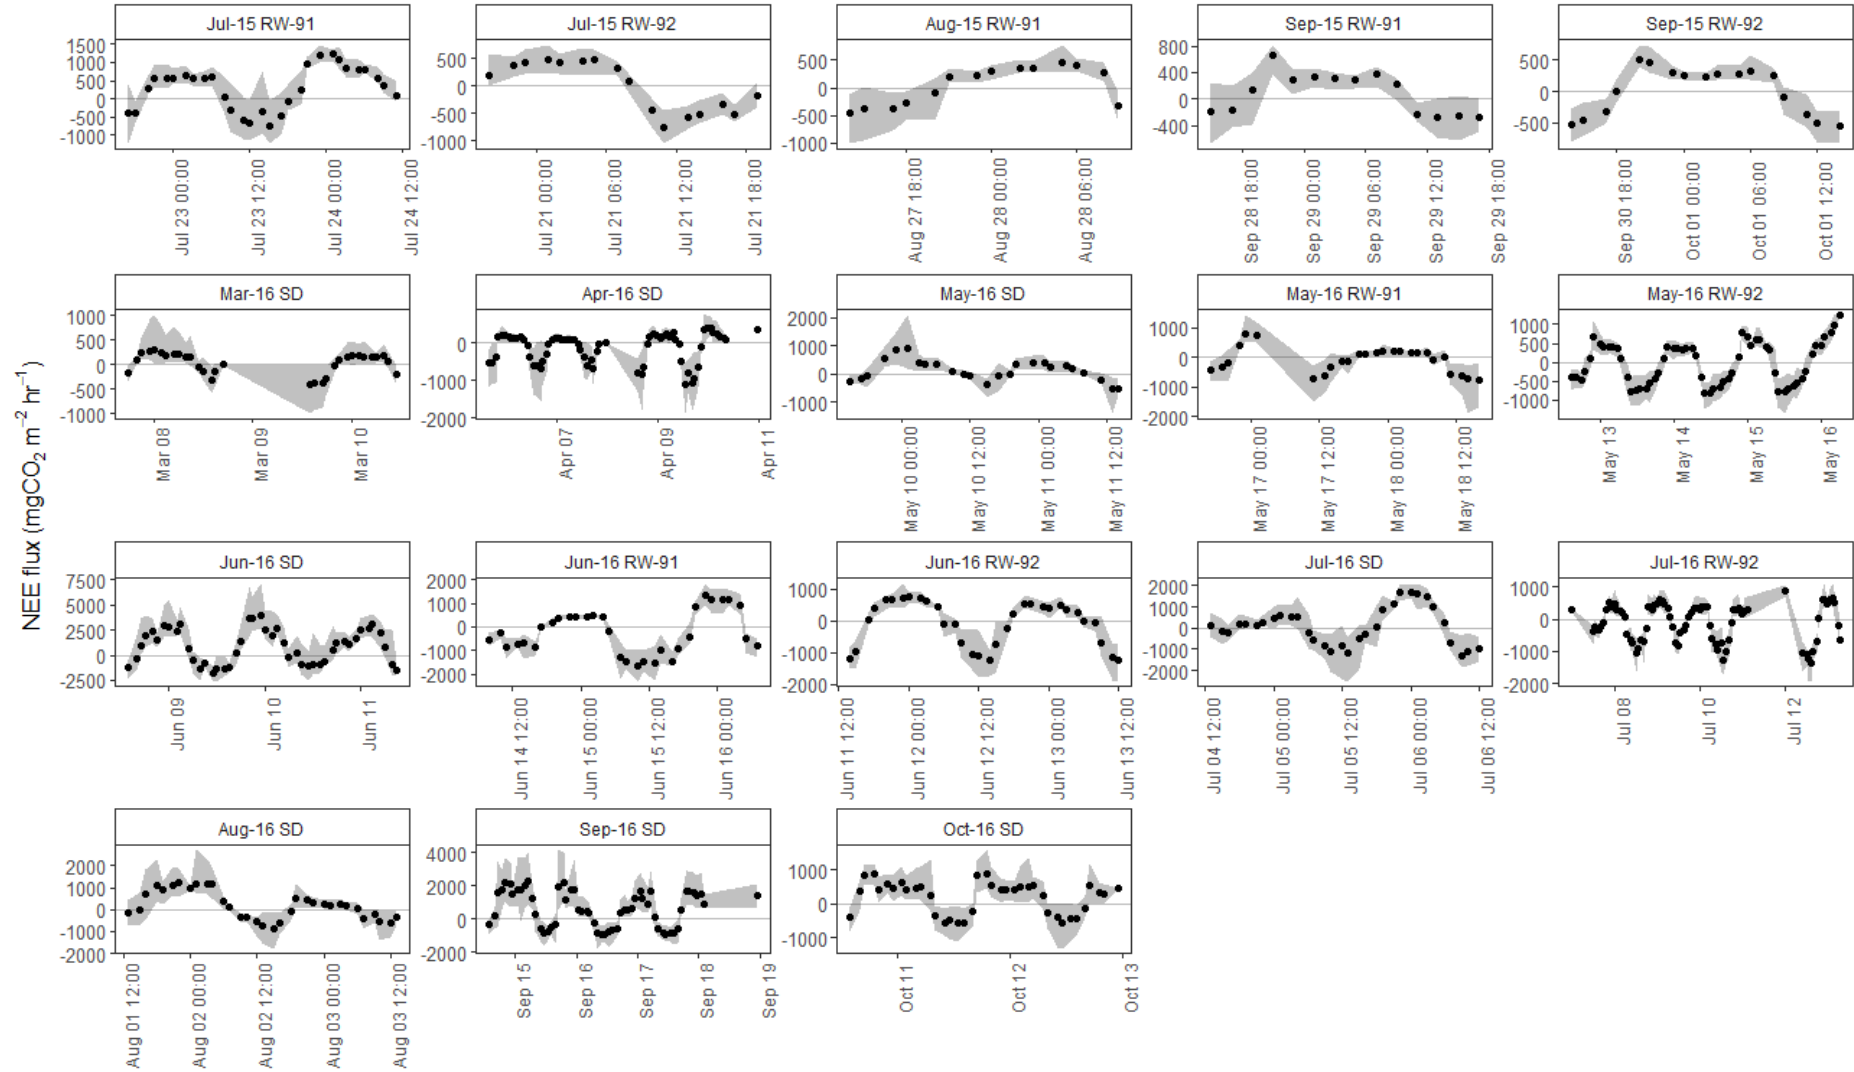 NEE flux (mgCO₂ m⁻² hr⁻¹)
Jul-15 RW-91
1500
1000
500
0
-500
-1000
Jul 23 00:00
Jul 23 12:00
Jul 24 00:00
Jul 24 12:00
Jul-15 RW-92
500
0
-500
-1000
Jul 21 00:00
Jul 21 06:00
Jul 21 12:00
Jul 21 18:00
Aug-15 RW-91
500
0
-500
-1000
Aug 27 18:00
Aug 28 00:00
Aug 28 06:00
Sep-15 RW-91
800
400
0
-400
Sep 28 18:00
Sep 29 00:00
Sep 29 06:00
Sep 29 12:00
Sep 29 18:00
Sep-15 RW-92
500
0
-500
Sep 30 18:00
Oct 01 00:00
Oct 01 06:00
Oct 01 12:00
Mar-16 SD
1000
500
0
-500
-1000
Mar 08
Mar 09
Mar 10
Apr-16 SD
0
-1000
-2000
Apr 07
Apr 09
Apr 11
May-16 SD
2000
1000
0
-1000
May 10 00:00
May 10 12:00
May 11 00:00
May 11 12:00
May-16 RW-91
1000
0
-1000
-2000
May 17 00:00
May 17 12:00
May 18 00:00
May 18 12:00
May-16 RW-92
1000
500
0
-500
-1000
May 13
May 14
May 15
May 16
Jun-16 SD
7500
5000
2500
0
-2500
Jun 09
Jun 10
Jun 11
Jun-16 RW-91
2000
1000
0
-1000
-2000
Jun 14 12:00
Jun 15 00:00
Jun 15 12:00
Jun 16 00:00
Jun-16 RW-92
1000
0
-1000
-2000
Jun 11 12:00
Jun 12 00:00
Jun 12 12:00
Jun 13 00:00
Jun 13 12:00
Jul-16 SD
2000
1000
0
-1000
-2000
Jul 04 12:00
Jul 05 00:00
Jul 05 12:00
Jul 06 00:00
Jul 06 12:00
Jul-16 RW-92
1000
0
-1000
-2000
Jul 08
Jul 10
Jul 12
Aug-16 SD
2000
1000
0
-1000
-2000
Aug 01 12:00
Aug 02 00:00
Aug 02 12:00
Aug 03 00:00
Aug 03 12:00
Sep-16 SD
4000
2000
0
-2000
Sep 15
Sep 16
Sep 17
Sep 18
Sep 19
Oct-16 SD
1000
0
-1000
Oct 11
Oct 12
Oct 13